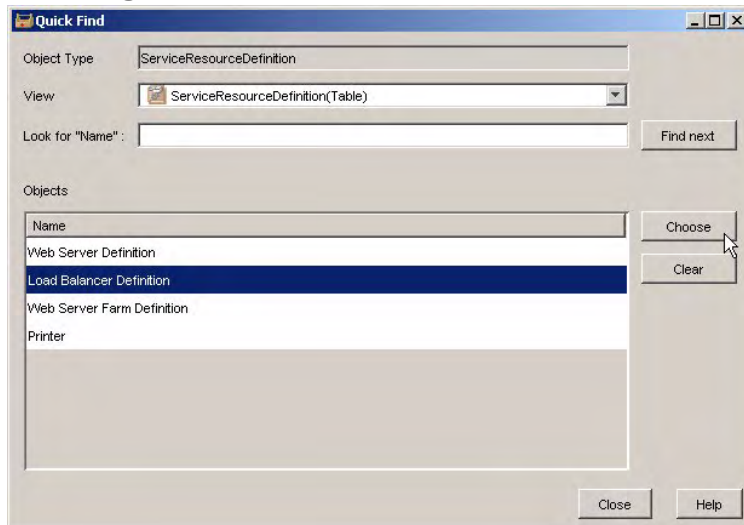 Quick Find
Object Type ServiceResourceDefinition
View ServiceResourceDefinition(Table)
Look for "Name" : Find next
Objects
Name Choose
Web Server Definition
Load Balancer Definition Clear
Web Server Farm Definition
Printer
Close Help